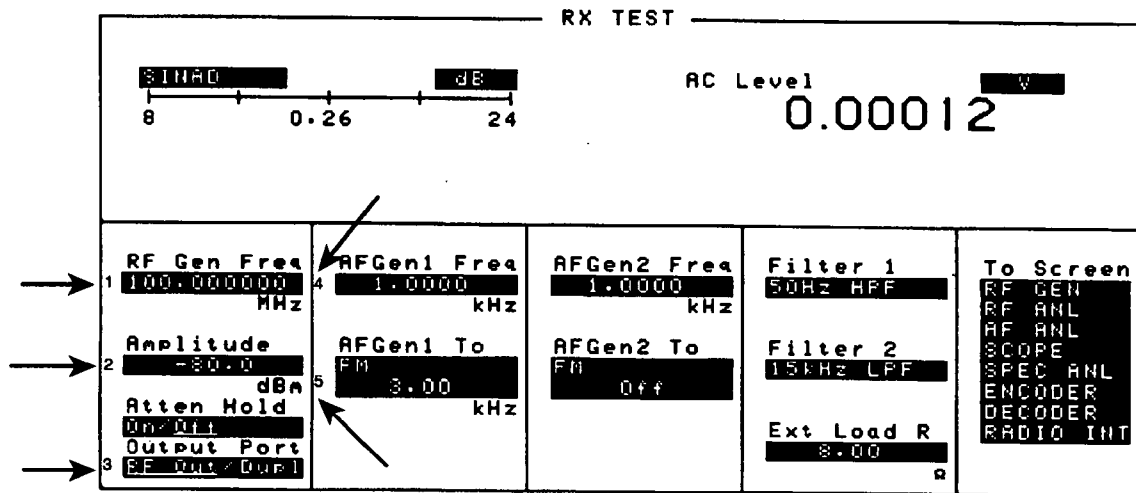 RX TEST
SINAD dB
8 0.26 24
AC Level V
0.00012
1 RF Gen Freq
100.000000
MHz
2 Amplitude
-80.0
dBm
Atten Hold
On/Off
Output Port
3 RF Out/Dupl
4 AFGen1 Freq
1.0000
kHz
AFGen1 To
FM
5 3.00
kHz
AFGen2 Freq
1.0000
kHz
AFGen2 To
FM
Off
Filter 1
50Hz HPF
Filter 2
15kHz LPF
Ext Load R
8.00
Ω
To Screen
RF GEN
RF ANL
AF ANL
SCOPE
SPEC ANL
ENCODER
DECODER
RADIO INT